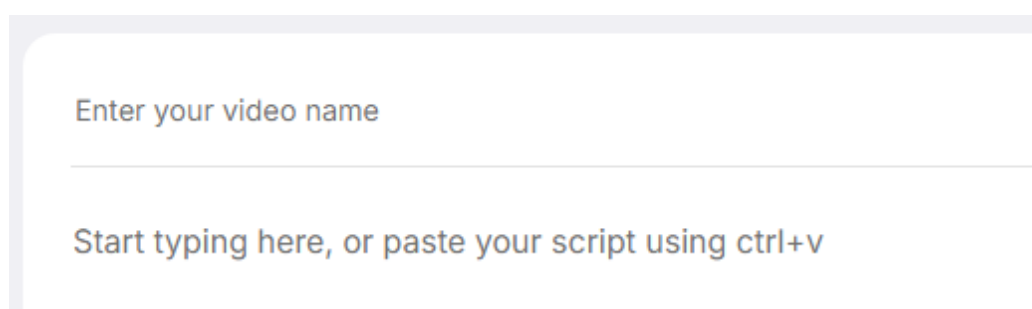 Enter your video name
Start typing here, or paste your script using ctrl+v